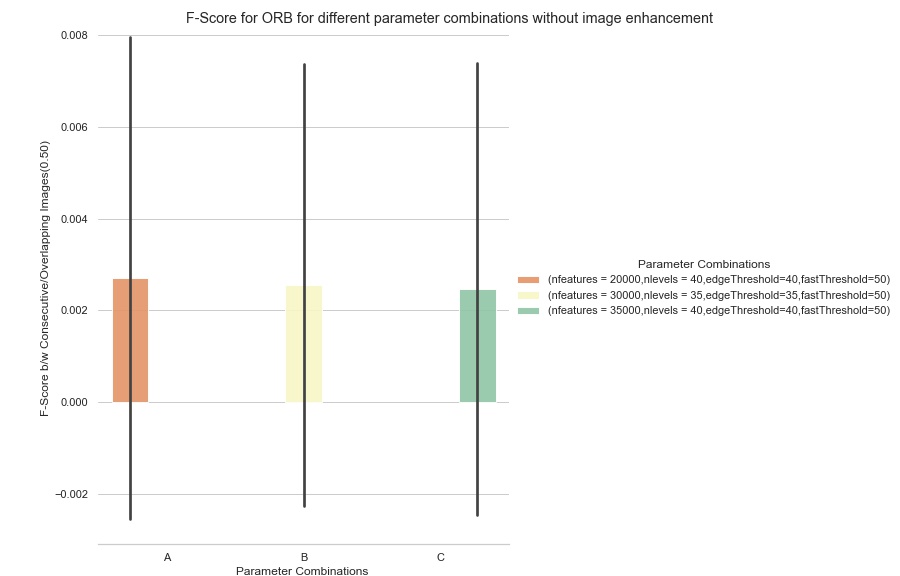 F-Score for ORB for different parameter combinations without image enhancement
0.008
0.006
0.004
0.002
0.000
−0.002
F-Score b/w Consecutive/Overlapping Images(0.50)
A
B
C
Parameter Combinations
Parameter Combinations
(nfeatures = 20000,nlevels = 40,edgeThreshold=40,fastThreshold=50)
(nfeatures = 30000,nlevels = 35,edgeThreshold=35,fastThreshold=50)
(nfeatures = 35000,nlevels = 40,edgeThreshold=40,fastThreshold=50)